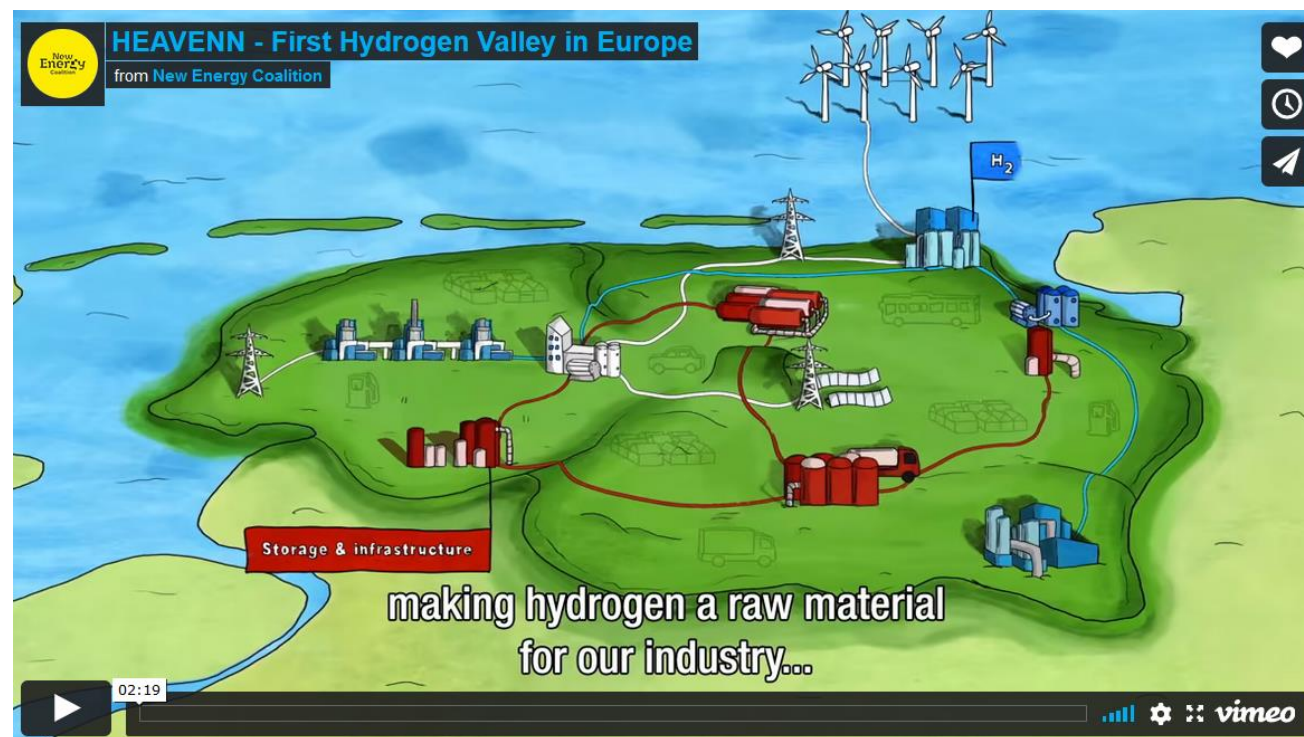 New
Energy
Coalition
HEAVENN - First Hydrogen Valley in Europe
from New Energy Coalition
H2
Storage & infrastructure
making hydrogen a raw material
for our industry...
02:19
vimeo